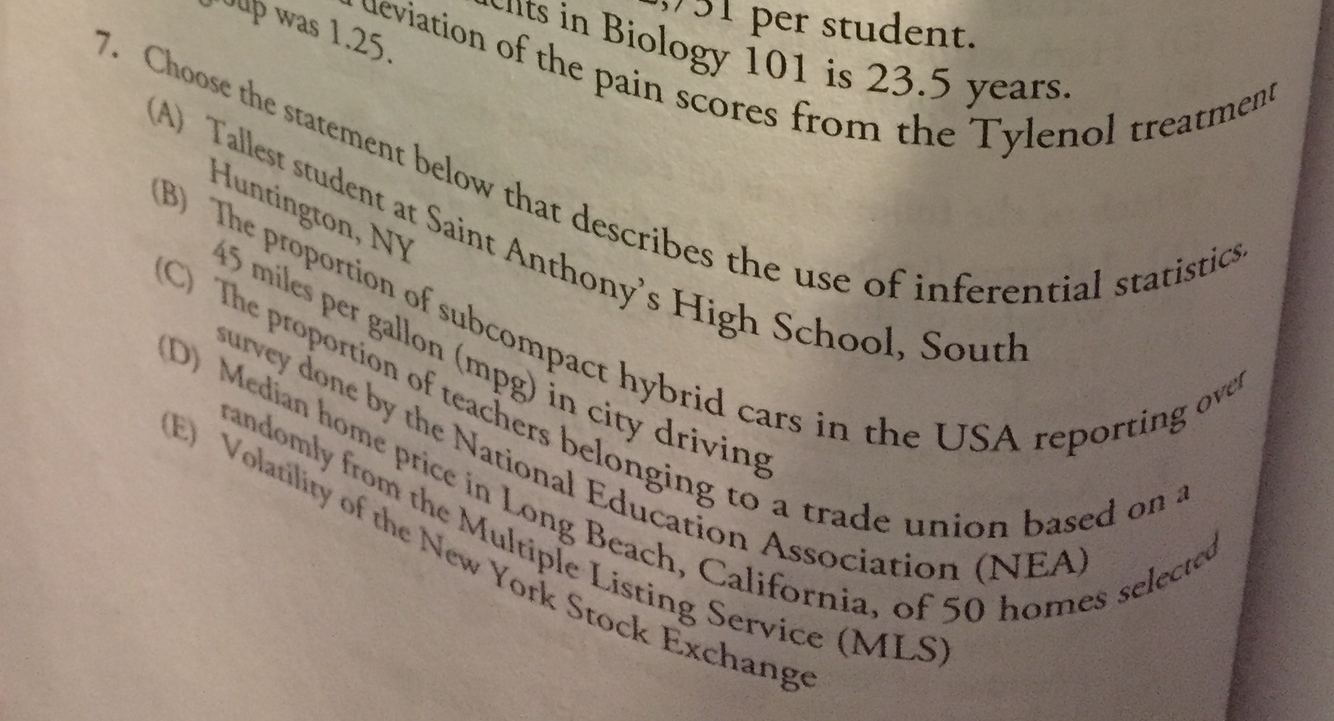 per student.
in Biology 101 is 23.5 years.
deviation of the pain scores from the Tylenol treatment
was 1.25.
7. Choose the statement below that describes the use of inferential statistics.
(A) Tallest student at Saint Anthony's High School, South
Huntington, NY
(B) The proportion of subcompact hybrid cars in the USA reporting over
45 miles per gallon (mpg) in city driving
(C) The proportion of teachers belonging to a trade union based on a
survey done by the National Education Association (NEA)
(D) Median home price in Long Beach, California, of 50 homes selected
randomly from the Multiple Listing Service (MLS)
(E) Volatility of the New York Stock Exchange